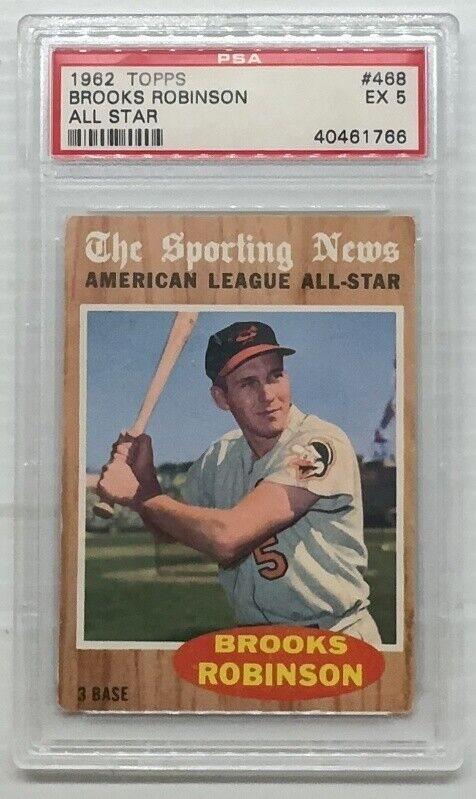 PSA
1962 TOPPS #468
BROOKS ROBINSON EX 5
ALL STAR
40461766
The Sporting News
AMERICAN LEAGUE ALL-STAR
5
BROOKS
ROBINSON
3 BASE